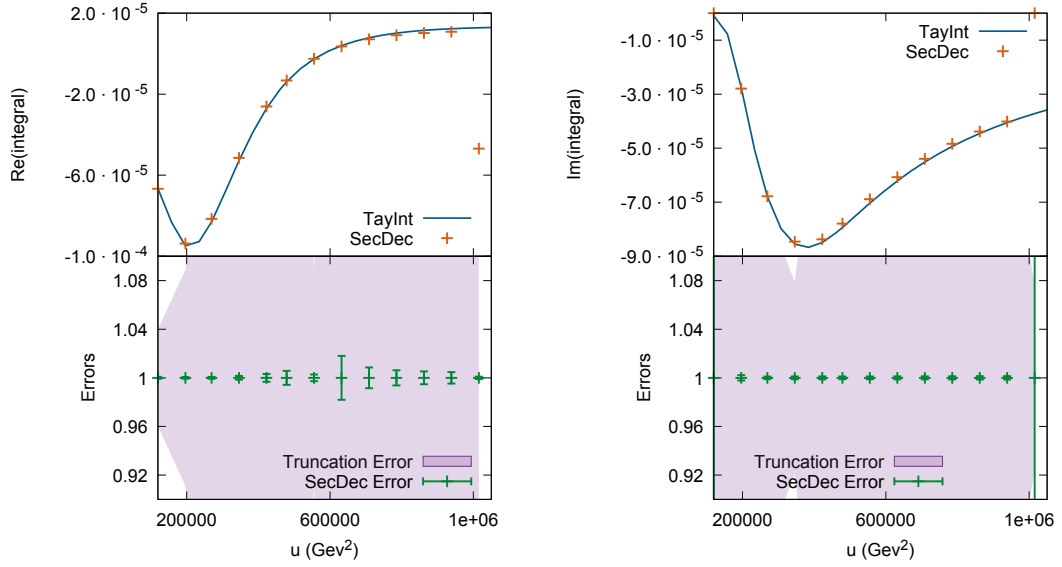 2.0 · 10 -5
-2.0 · 10 -5
-6.0 · 10 -5
-1.0 · 10 -4
Re(integral)
TayInt
SecDec
1.08
1.04
1
0.96
0.92
Errors
Truncation Error
SecDec Error
200000
600000
1e+06
u (Gev²)
-1.0 · 10 -5
-3.0 · 10 -5
-5.0 · 10 -5
-7.0 · 10 -5
-9.0 · 10 -5
Im(integral)
TayInt
SecDec
1.08
1.04
1
0.96
0.92
Errors
Truncation Error
SecDec Error
200000
600000
1e+06
u (Gev²)